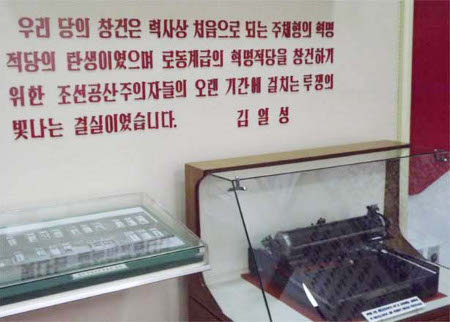 우리 당의 창건은 력사상 처음으로 되는 주체형의 혁명
적당의 탄생이였으며 로동계급의 혁명적당을 창건하기
위한 조선공산주의자들의 오랜 기간에 걸치는 투쟁의
빛나는 결실이였습니다. 김일성